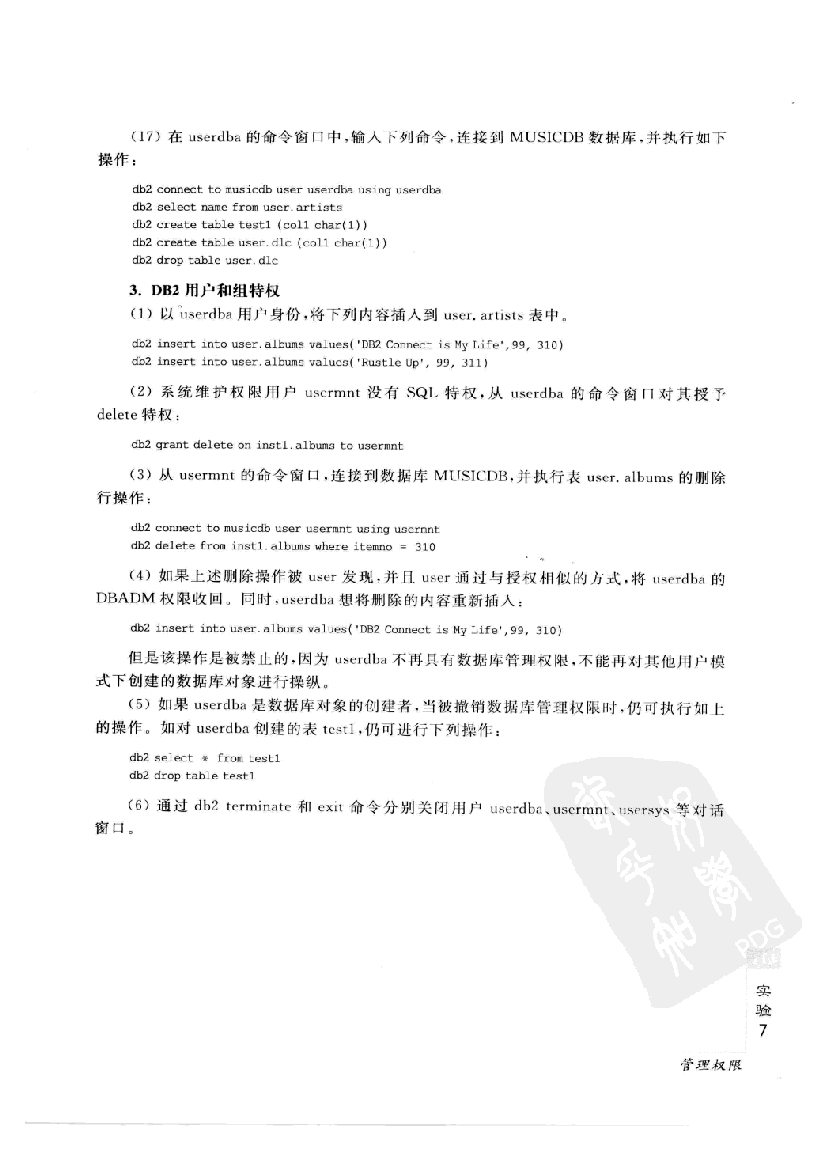 (17) 在 userdba 的命令窗口中,输入下列命令,连接到 MUSICDB 数据库,并执行如下
操作:
db2 connect to musicdb user userdba using userdba
db2 select name from user.artists
db2 create table test1 (col1 char(1))
db2 create table user.dlc (col1 char(1))
db2 drop table user.dlc
3. DB2 用户和组特权
(1) 以 userdba 用户身份,将下列内容插入到 user. artists 表中。
db2 insert into user.albums values('DB2 Connect is My Life',99, 310)
db2 insert into user.albums values('Rustle Up', 99, 311)
(2) 系统维护权限用户 usermnt 没有 SQL 特权,从 userdba 的命令窗口对其授予
delete 特权:
db2 grant delete on inst1.albums to usermnt
(3) 从 usermnt 的命令窗口,连接到数据库 MUSICDB,并执行表 user. albums 的删除
行操作:
db2 connect to musicdb user usermnt using usermnt
db2 delete from inst1.albums where itemno = 310
(4) 如果上述删除操作被 user 发现,并且 user 通过与授权相似的方式,将 userdba 的
DBADM 权限收回。同时,userdba 想将删除的内容重新插入:
db2 insert into user.albums values('DB2 Connect is My Life',99, 310)
但是该操作是被禁止的,因为 userdba 不再具有数据库管理权限,不能再对其他用户模
式下创建的数据库对象进行操纵。
(5) 如果 userdba 是数据库对象的创建者,当被撤销数据库管理权限时,仍可执行如上
的操作。如对 userdba 创建的表 test1,仍可进行下列操作:
db2 select * from test1
db2 drop table test1
(6) 通过 db2 terminate 和 exit 命令分别关闭用户 userdba、usermnt、usersys 等对话
窗口。
PDG
实
验
7
管理权限